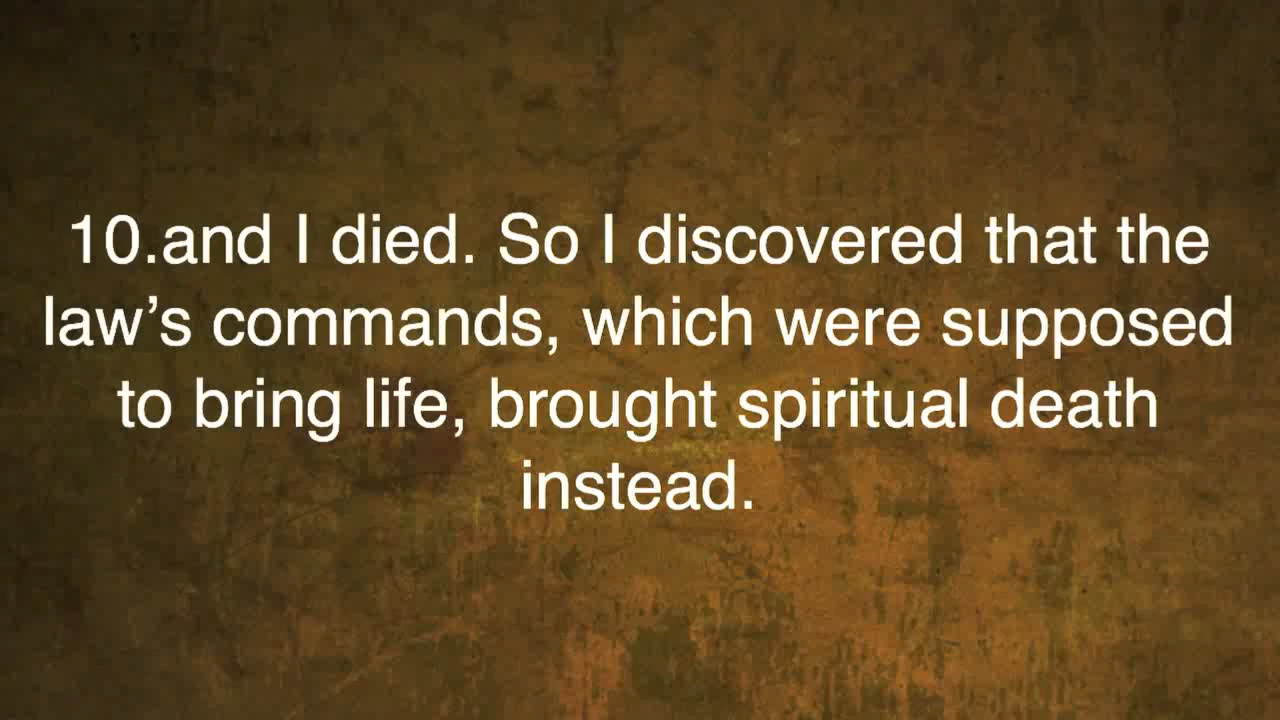 10.and I died. So I discovered that the
law’s commands, which were supposed
to bring life, brought spiritual death
instead.